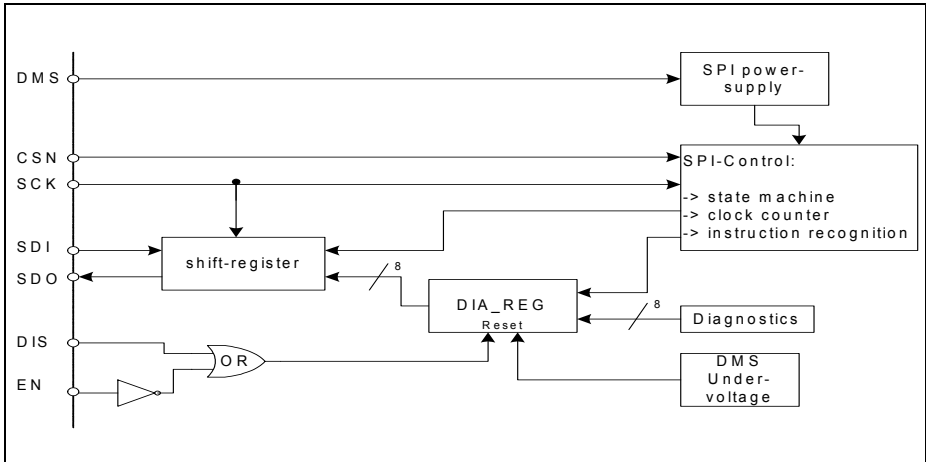 DMS
SPI power-
supply
CSN
SCK
SPI-Control:
-> state machine
-> clock counter
-> instruction recognition
SDI
SDO
shift-register
8
DIA_REG
Reset
8
Diagnostics
DIS
OR
EN
DMS
Under-
voltage